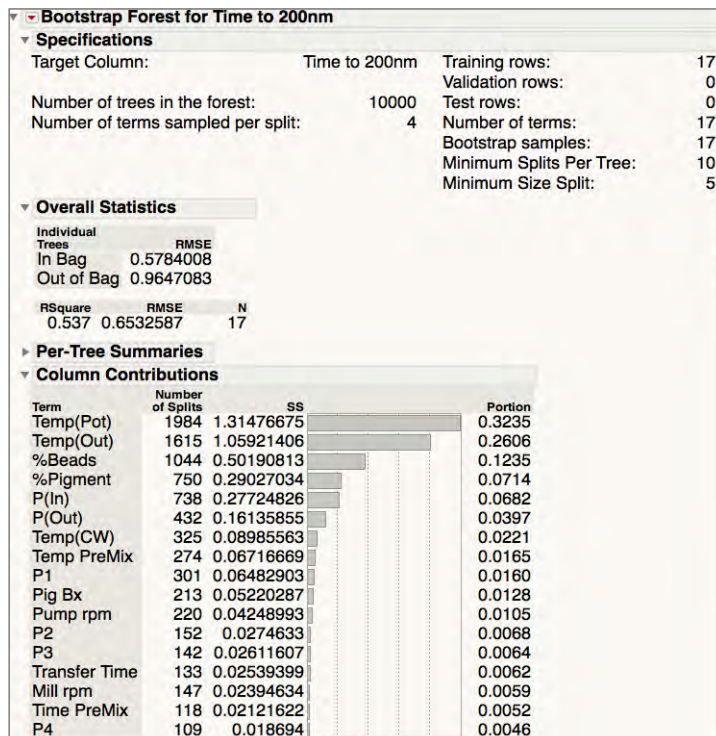 Bootstrap Forest for Time to 200nm
Specifications
Target Column: Time to 200nm Training rows: 17
Validation rows: 0
Number of trees in the forest: 10000 Test rows: 0
Number of terms sampled per split: 4 Number of terms: 17
Bootstrap samples: 17
Minimum Splits Per Tree: 10
Minimum Size Split: 5
Overall Statistics
Individual
Trees RMSE
In Bag 0.5784008
Out of Bag 0.9647083
RSquare RMSE N
0.537 0.6532587 17
Per-Tree Summaries
Column Contributions
Number
Term of Splits SS Portion
Temp(Pot) 1984 1.31476675 0.3235
Temp(Out) 1615 1.05921406 0.2606
%Beads 1044 0.50190813 0.1235
%Pigment 750 0.29027034 0.0714
P(In) 738 0.27724826 0.0682
P(Out) 432 0.16135855 0.0397
Temp(CW) 325 0.08985563 0.0221
Temp PreMix 274 0.06716669 0.0165
P1 301 0.06482903 0.0160
Pig Bx 213 0.05220287 0.0128
Pump rpm 220 0.04248993 0.0105
P2 152 0.0274633 0.0068
P3 142 0.02611607 0.0064
Transfer Time 133 0.02539399 0.0062
Mill rpm 147 0.02394634 0.0059
Time PreMix 118 0.02121622 0.0052
P4 109 0.018694 0.0046